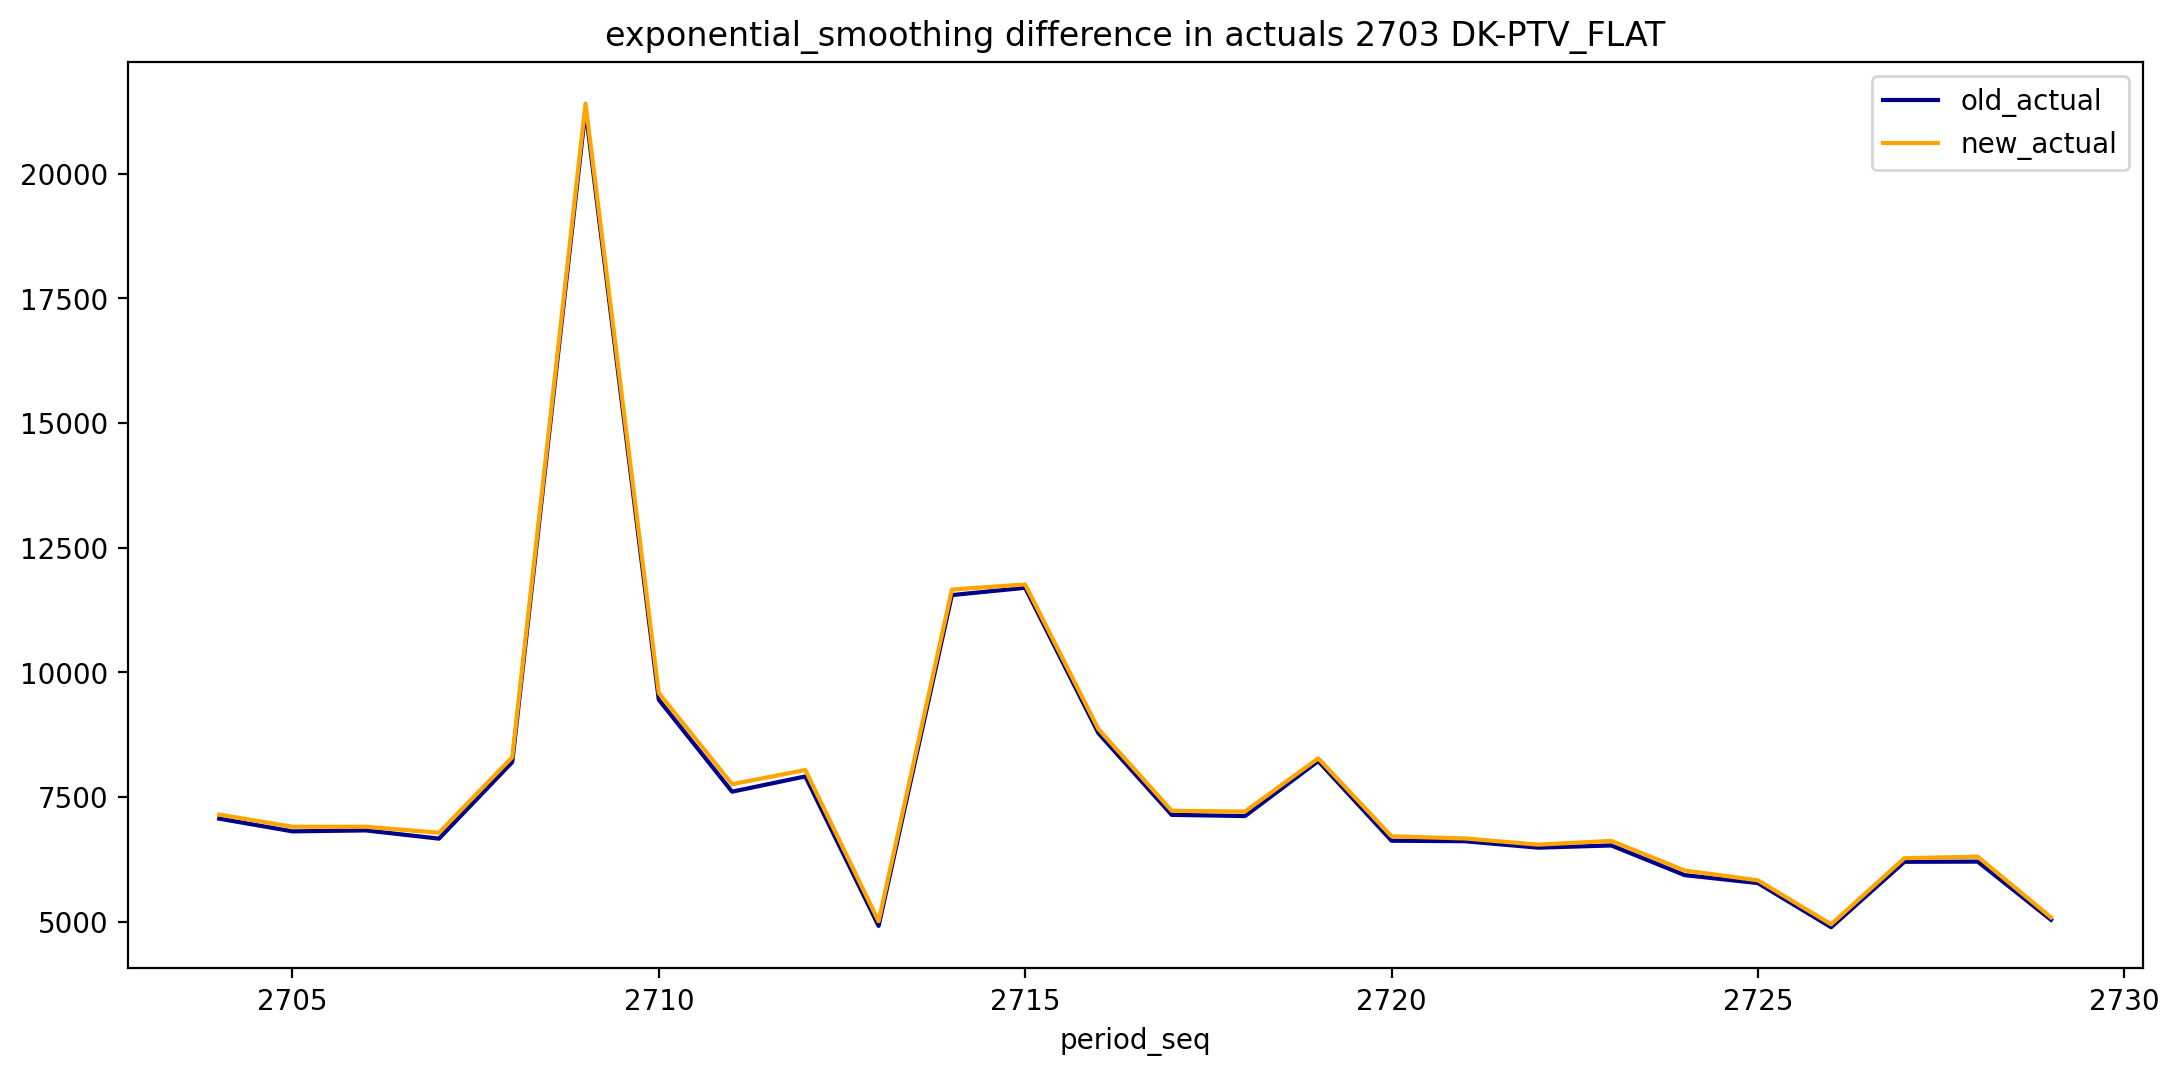 exponential_smoothing difference in actuals 2703 DK-PTV_FLAT
old_actual
new_actual
20000
17500
15000
12500
10000
7500
5000
2705 2710 2715 2720 2725 2730
period_seq